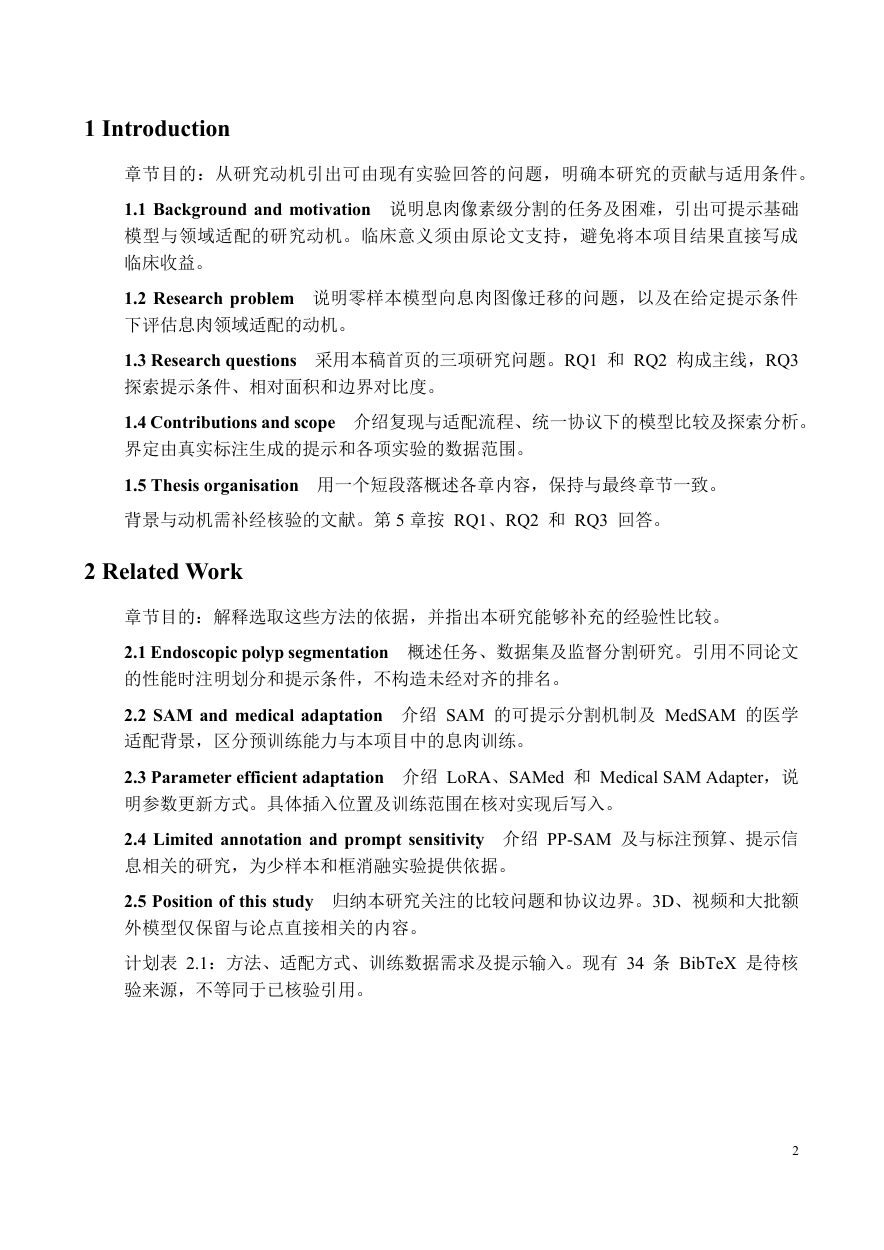 1 Introduction
章节目的：从研究动机引出可由现有实验回答的问题，明确本研究的贡献与适用条件。
1.1 Background and motivation 说明息肉像素级分割的任务及困难，引出可提示基础
模型与领域适配的研究动机。临床意义须由原论文支持，避免将本项目结果直接写成
临床收益。
1.2 Research problem 说明零样本模型向息肉图像迁移的问题，以及在给定提示条件
下评估息肉领域适配的动机。
1.3 Research questions 采用本稿首页的三项研究问题。RQ1 和 RQ2 构成主线，RQ3
探索提示条件、相对面积和边界对比度。
1.4 Contributions and scope 介绍复现与适配流程、统一协议下的模型比较及探索分析。
界定由真实标注生成的提示和各项实验的数据范围。
1.5 Thesis organisation 用一个短段落概述各章内容，保持与最终章节一致。
背景与动机需补经核验的文献。第 5 章按 RQ1、RQ2 和 RQ3 回答。
2 Related Work
章节目的：解释选取这些方法的依据，并指出本研究能够补充的经验性比较。
2.1 Endoscopic polyp segmentation 概述任务、数据集及监督分割研究。引用不同论文
的性能时注明划分和提示条件，不构造未经对齐的排名。
2.2 SAM and medical adaptation 介绍 SAM 的可提示分割机制及 MedSAM 的医学
适配背景，区分预训练能力与本项目中的息肉训练。
2.3 Parameter efficient adaptation 介绍 LoRA、SAMed 和 Medical SAM Adapter，说
明参数更新方式。具体插入位置及训练范围在核对实现后写入。
2.4 Limited annotation and prompt sensitivity 介绍 PP-SAM 及与标注预算、提示信
息相关的研究，为少样本和框消融实验提供依据。
2.5 Position of this study 归纳本研究关注的比较问题和协议边界。3D、视频和大批额
外模型仅保留与论点直接相关的内容。
计划表 2.1：方法、适配方式、训练数据需求及提示输入。现有 34 条 BibTeX 是待核
验来源，不等同于已核验引用。
2